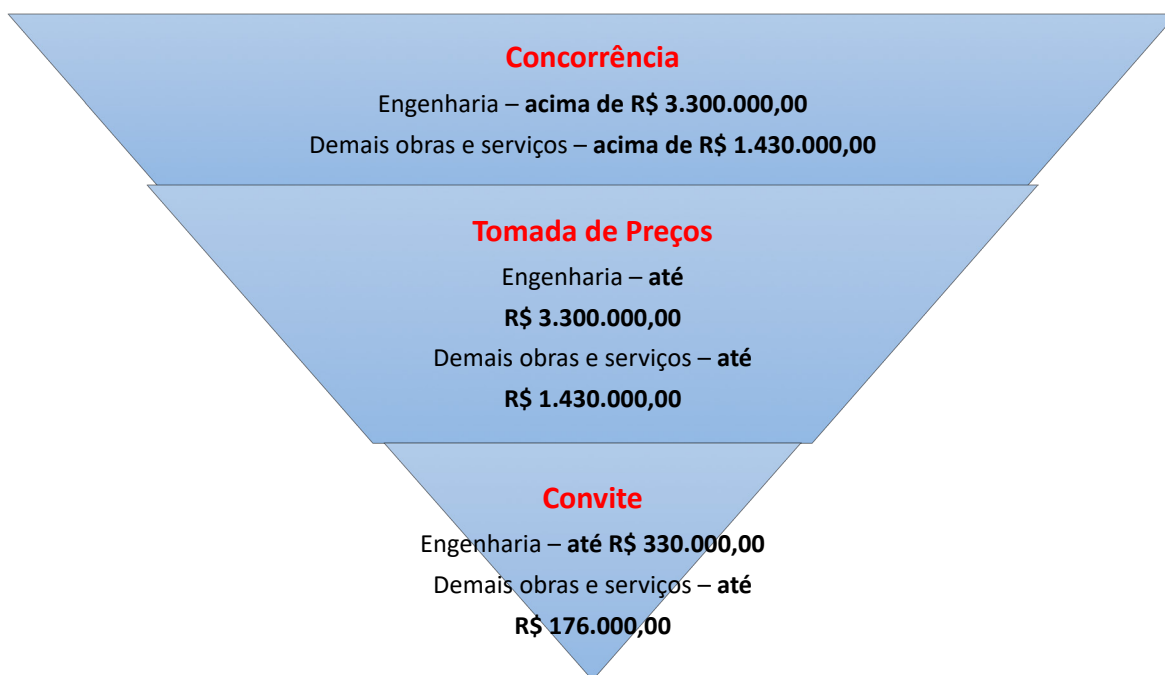 Concorrência
Engenharia – acima de R$ 3.300.000,00
Demais obras e serviços – acima de R$ 1.430.000,00
Tomada de Preços
Engenharia – até
R$ 3.300.000,00
Demais obras e serviços – até
R$ 1.430.000,00
Convite
Engenharia – até R$ 330.000,00
Demais obras e serviços – até
R$ 176.000,00